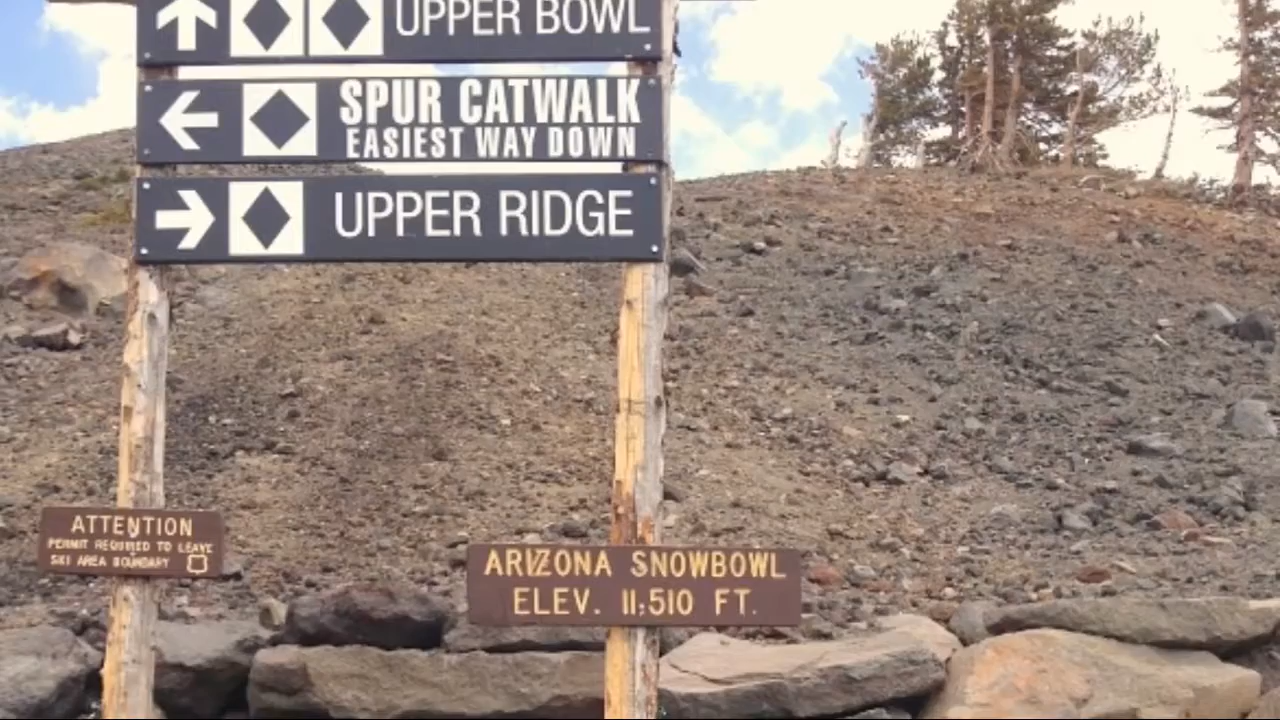 UPPER BOWL
SPUR CATWALK
EASIEST WAY DOWN
UPPER RIDGE
ATTENTION
PERMIT REQUIRED TO LEAVE
SKI AREA BOUNDARY
ARIZONA SNOWBOWL
ELEV. 11,510 FT.